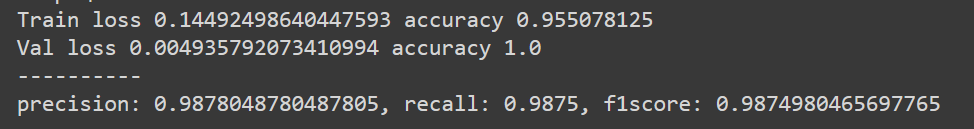 Train loss 0.14492498640447593 accuracy 0.955078125
Val loss 0.004935792073410994 accuracy 1.0
----------
precision: 0.9878048780487805, recall: 0.9875, f1score: 0.9874980465697765